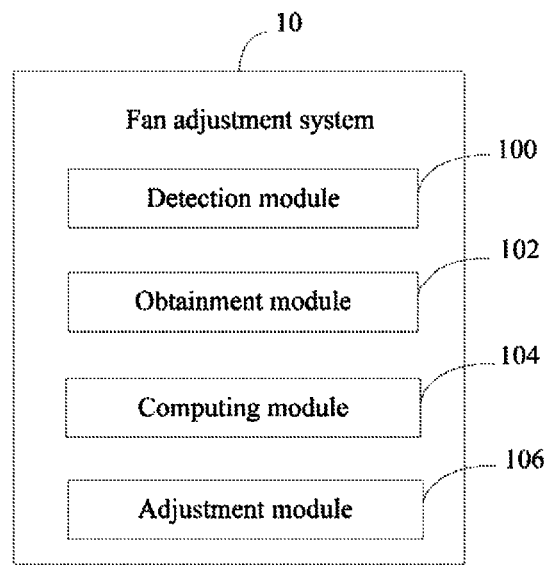 10
Fan adjustment system
100
Detection module
102
Obtainment module
104
Computing module
106
Adjustment module